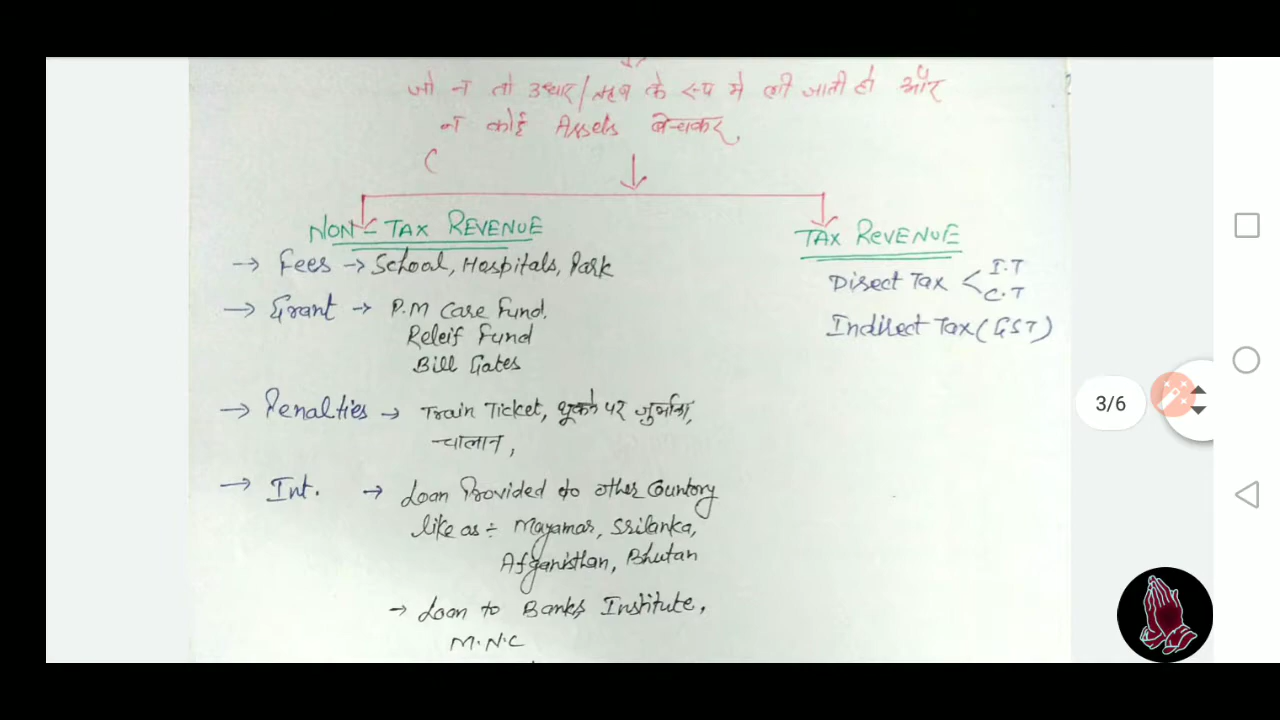 जो न तो उधार/ऋण के रूप मे ली जाती हो और
न कोई Assets बेचकर,
NON - TAX REVENUE
→ Fees → School, Hospitals, Park
→ Grant → P.M Care Fund.
Releif Fund
Bill Gates
→ Penalties → Train Ticket, थूकने पर जुर्माना,
चालान,
→ Int. → Loan Provided to other Country
like as ÷ Mayamar, Srilanka,
Afganisthan, Bhutan
→ Loan to Banks, Institute,
M.N.C
TAX REVENUE
Direct Tax < I.T
C.T
Indirect Tax (GST)
3/6